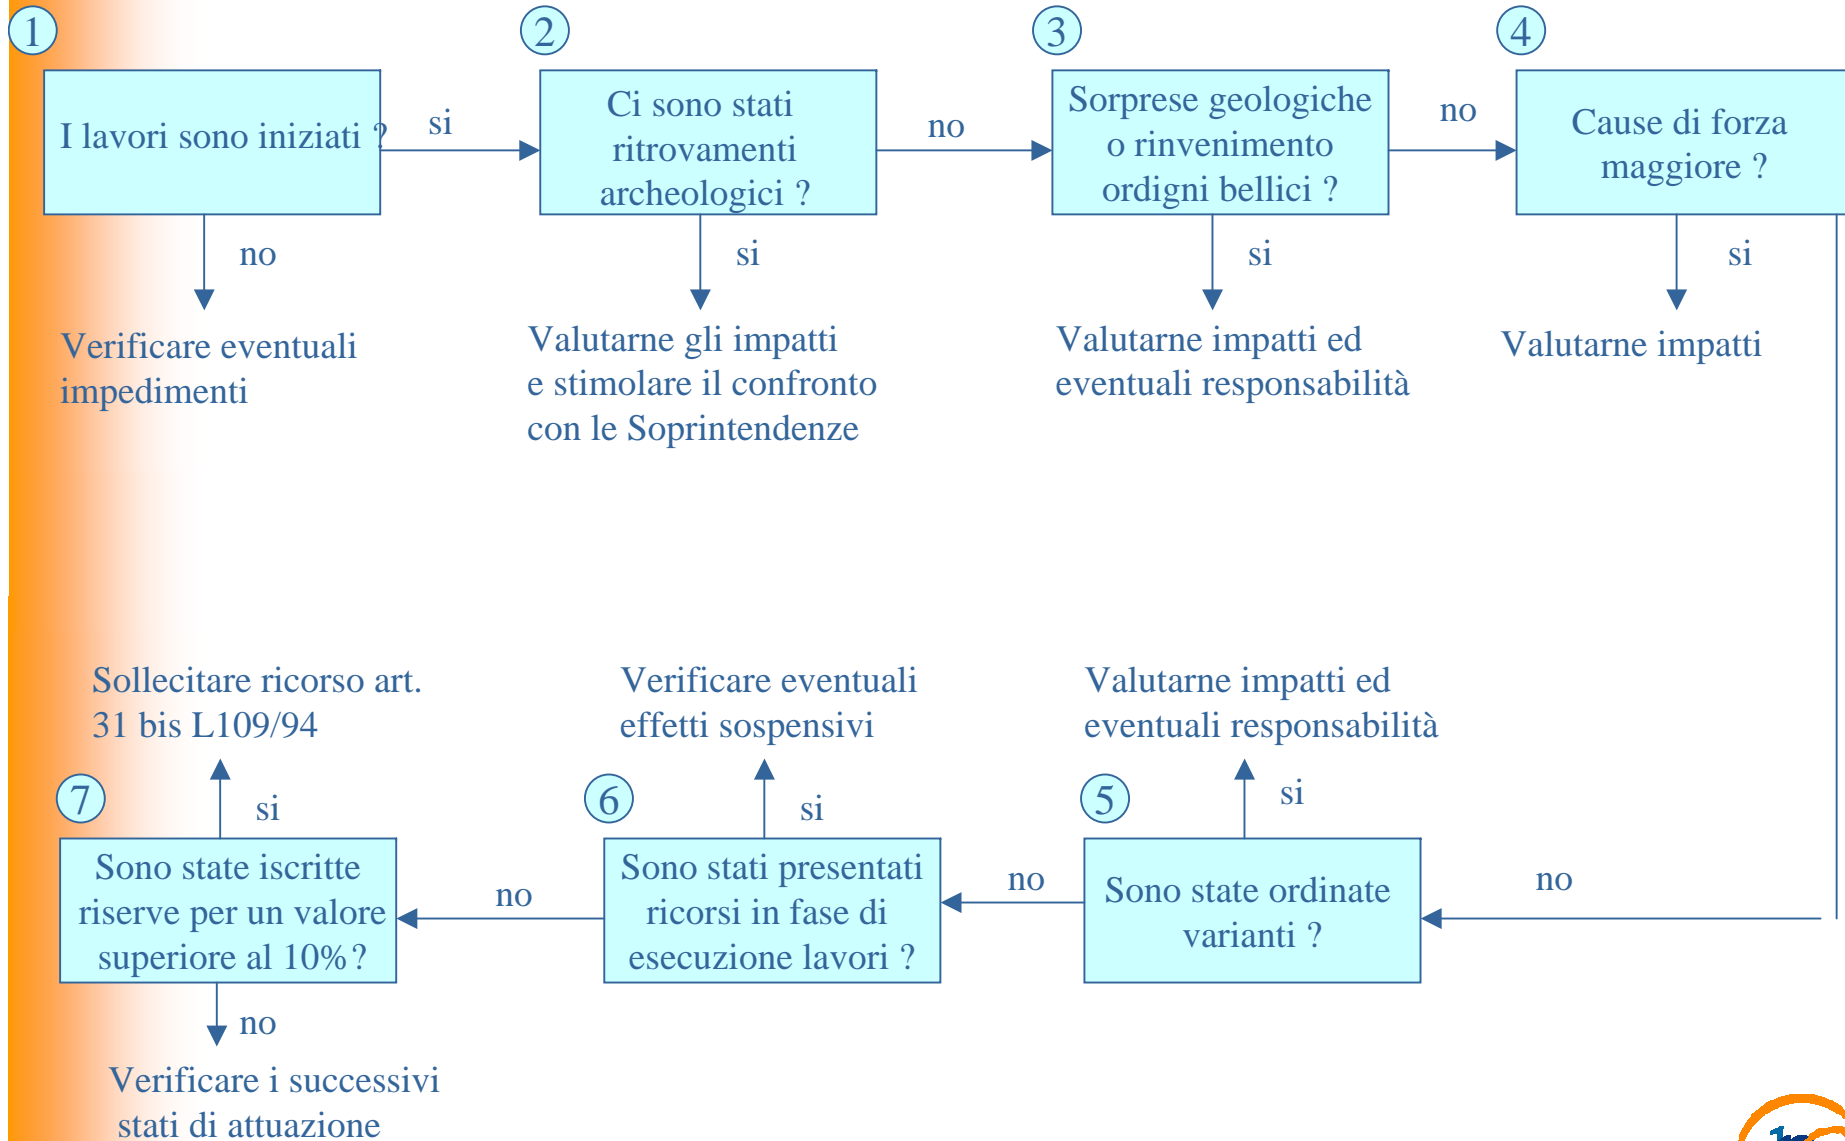 1
I lavori sono iniziati ?
si
no
Verificare eventuali
impedimenti
2
Ci sono stati
ritrovamenti
archeologici ?
no
si
Valutarne gli impatti
e stimolare il confronto
con le Soprintendenze
3
Sorprese geologiche
o rinvenimento
ordigni bellici ?
no
si
Valutarne impatti ed
eventuali responsabilità
4
Cause di forza
maggiore ?
si
Valutarne impatti
no
5
Sono state ordinate
varianti ?
si
Valutarne impatti ed
eventuali responsabilità
no
6
Sono stati presentati
ricorsi in fase di
esecuzione lavori ?
si
Verificare eventuali
effetti sospensivi
no
7
Sono state iscritte
riserve per un valore
superiore al 10%?
si
Sollecitare ricorso art.
31 bis L109/94
no
Verificare i successivi
stati di attuazione